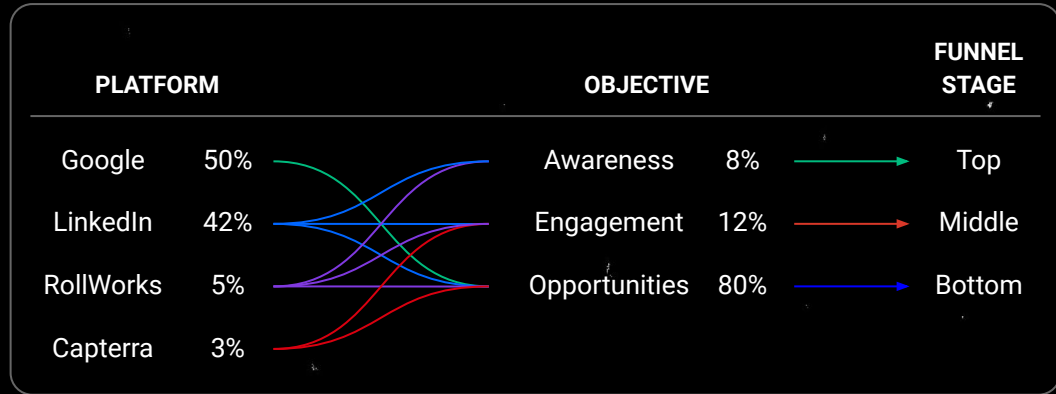 PLATFORM OBJECTIVE FUNNEL STAGE
Google 50% Awareness 8% Top
LinkedIn 42% Engagement 12% Middle
RollWorks 5% Opportunities 80% Bottom
Capterra 3%